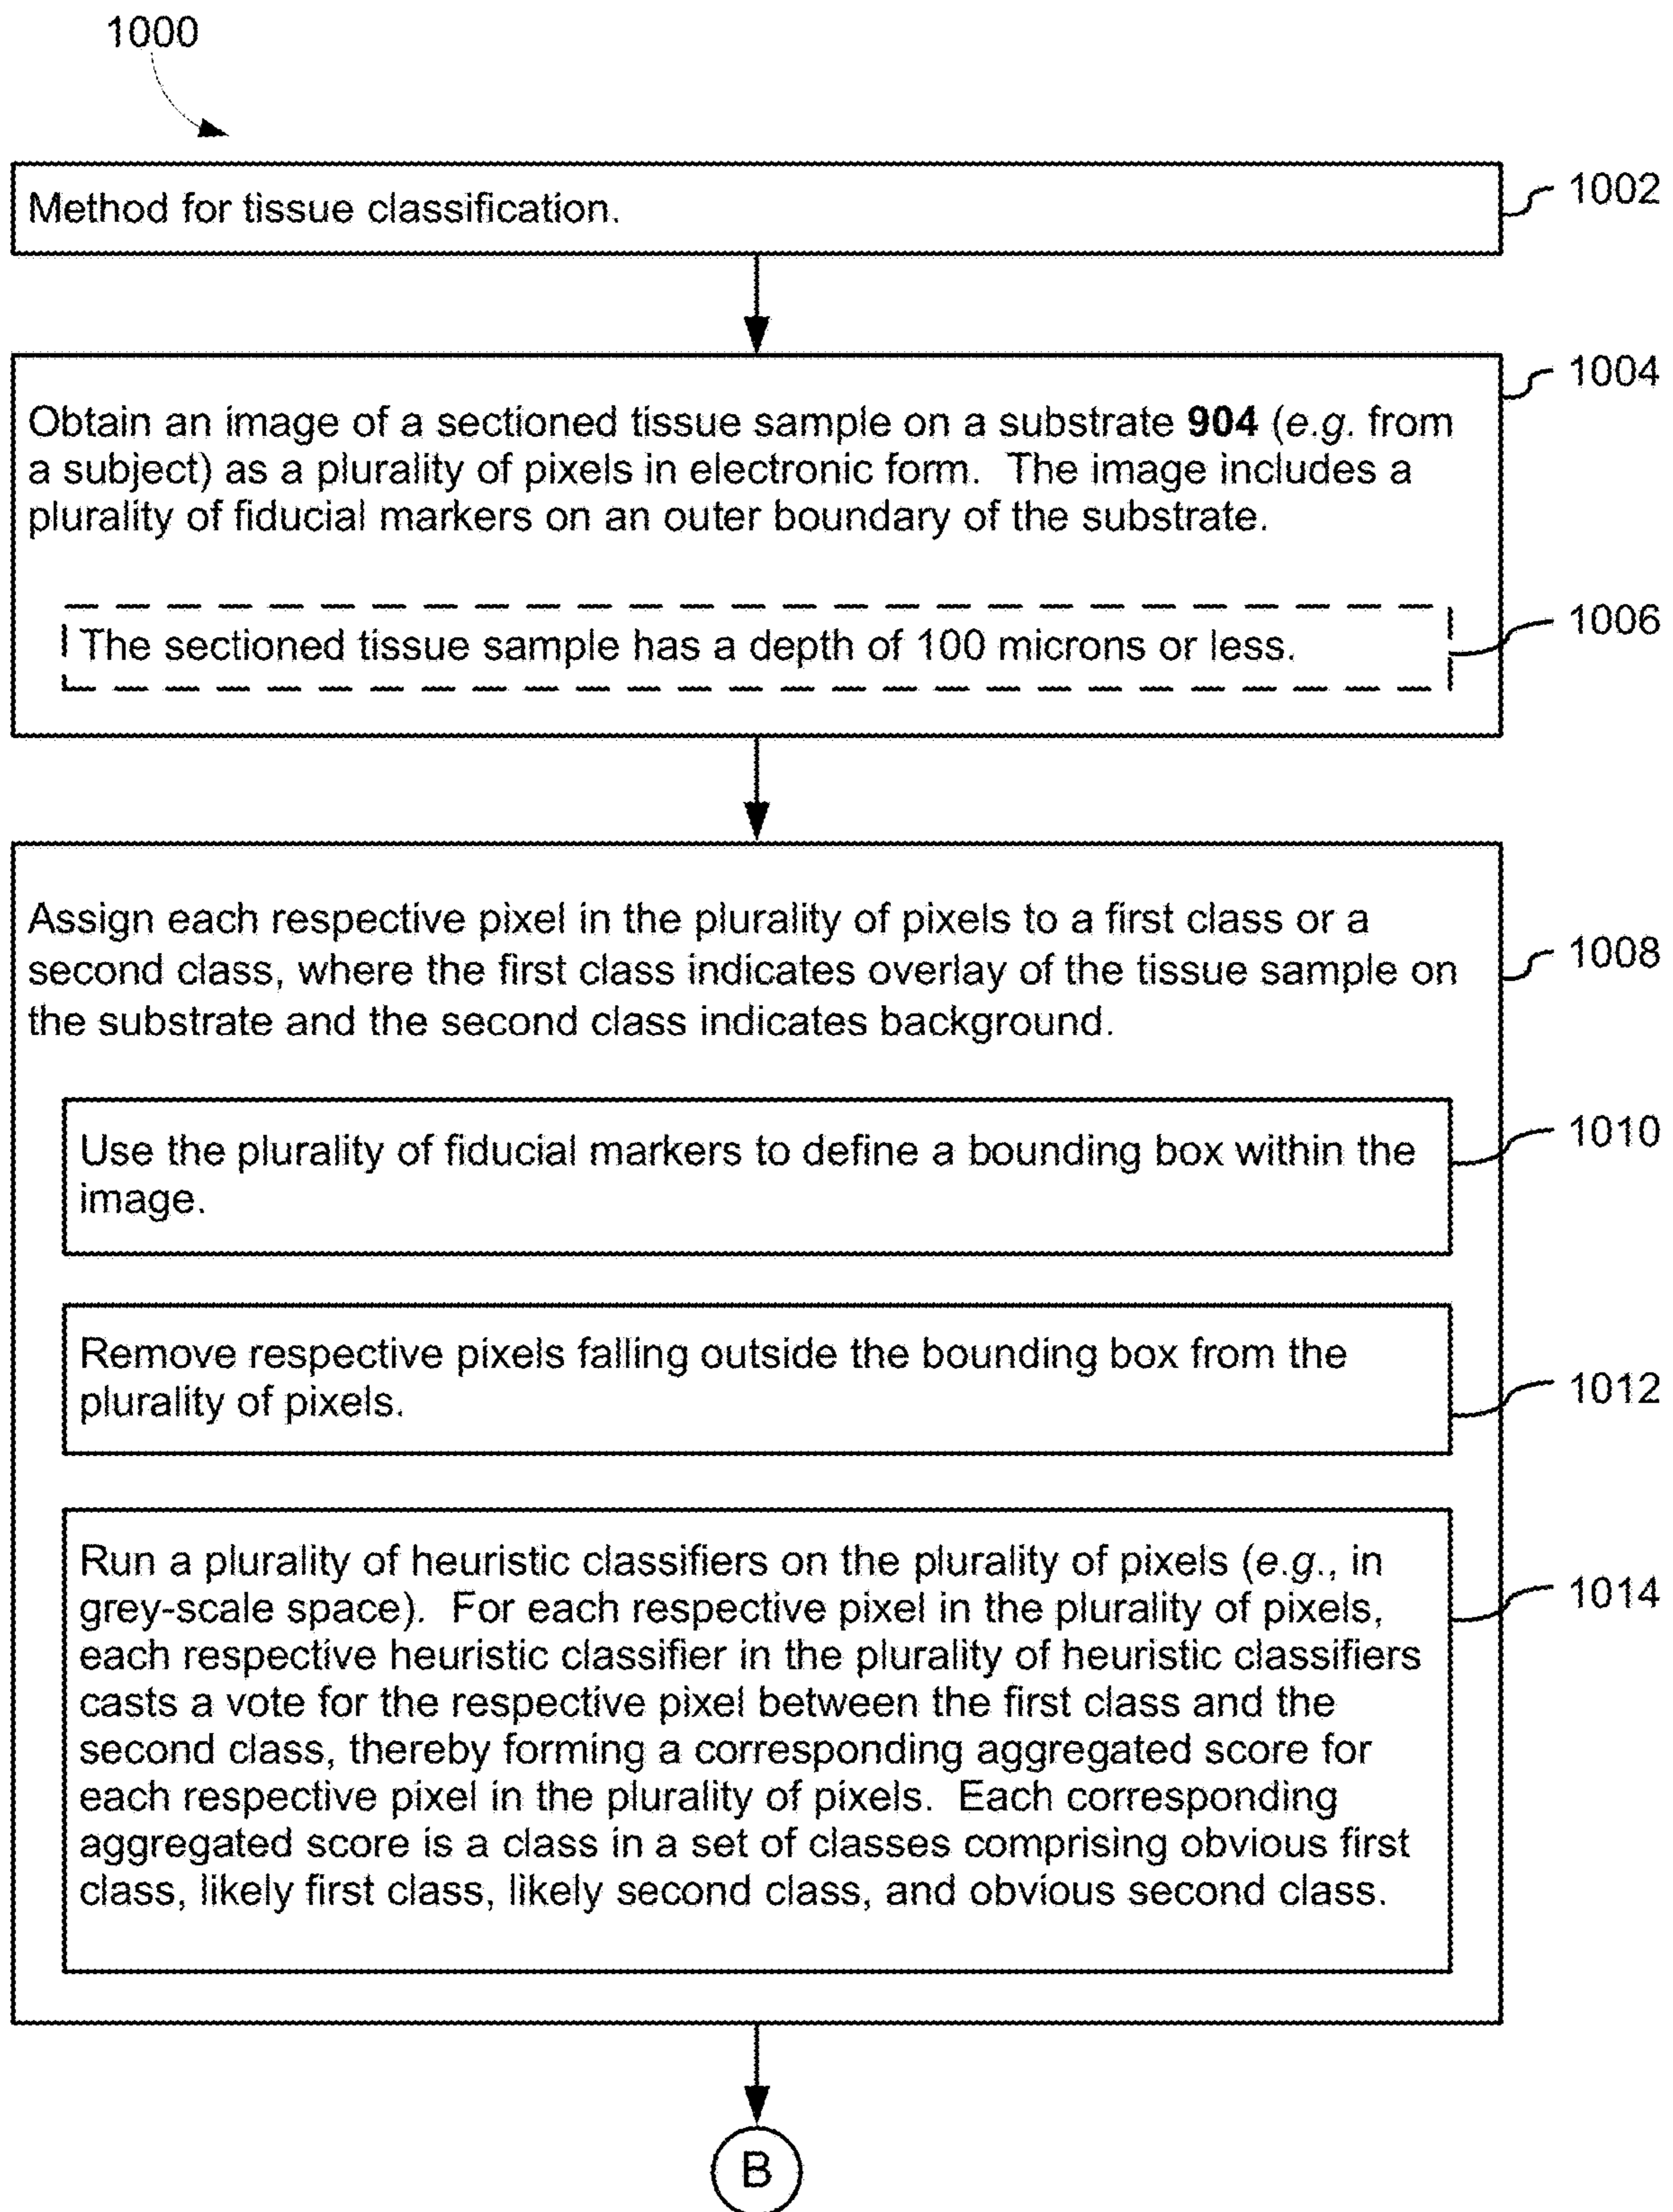 1000
Method for tissue classification.
1002
1004
Obtain an image of a sectioned tissue sample on a substrate 904 (e.g. from
a subject) as a plurality of pixels in electronic form.  The image includes a
plurality of fiducial markers on an outer boundary of the substrate.
The sectioned tissue sample has a depth of 100 microns or less.
1006
Assign each respective pixel in the plurality of pixels to a first class or a
second class, where the first class indicates overlay of the tissue sample on
the substrate and the second class indicates background.
1008
Use the plurality of fiducial markers to define a bounding box within the
image.
1010
Remove respective pixels falling outside the bounding box from the
plurality of pixels.
1012
Run a plurality of heuristic classifiers on the plurality of pixels (e.g., in
grey-scale space).  For each respective pixel in the plurality of pixels,
each respective heuristic classifier in the plurality of heuristic classifiers
casts a vote for the respective pixel between the first class and the
second class, thereby forming a corresponding aggregated score for
each respective pixel in the plurality of pixels.  Each corresponding
aggregated score is a class in a set of classes comprising obvious first
class, likely first class, likely second class, and obvious second class.
1014
B